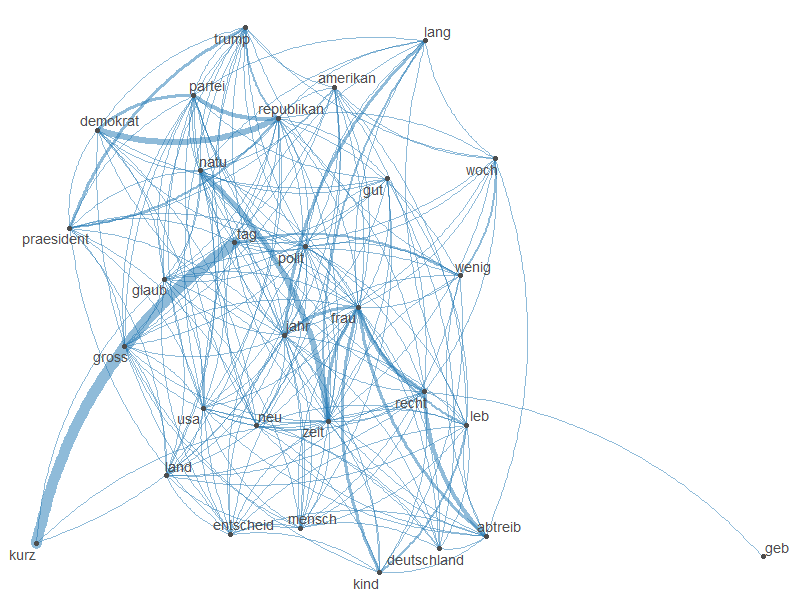 trump
lang
partei
amerikan
republikan
demokrat
natu
woch
gut
praesident
tag
polit
wenig
glaub
frau
jahr
gross
recht
usa
neu
zeit
leb
land
entscheid
mensch
abtreib
kurz
deutschland
geb
kind